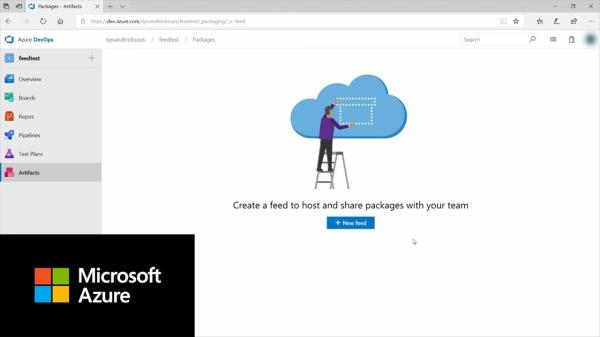 Packages - Artifacts
https://dev.azure.com/tipsandtricksops/feedtest/_packaging?_a=feed
Azure DevOps
tipsandtricksops / feedtest / Packages
Search
feedtest
Overview
Boards
Repos
Pipelines
Test Plans
Artifacts
Create a feed to host and share packages with your team
+ New feed
Microsoft
Azure